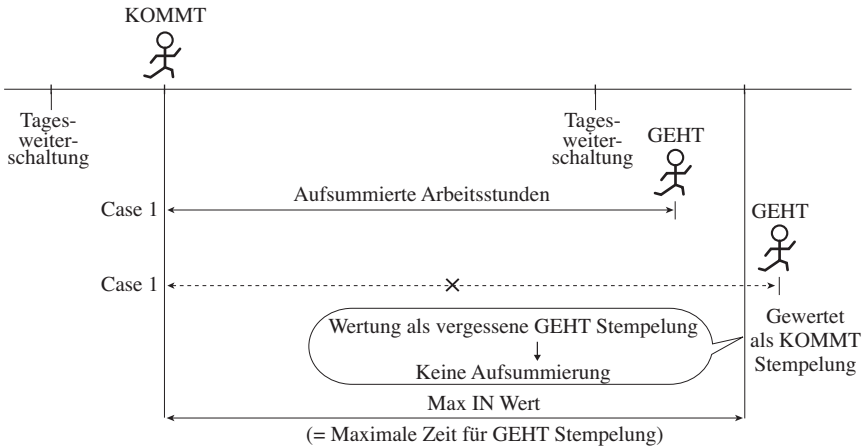 KOMMT
Tages-
weiter-
schaltung
Tages-
weiter-
schaltung
GEHT
Case 1
Aufsummierte Arbeitsstunden
GEHT
Case 1
Wertung als vergessene GEHT Stempelung
Keine Aufsummierung
Gewertet
als KOMMT
Stempelung
Max IN Wert
(= Maximale Zeit für GEHT Stempelung)